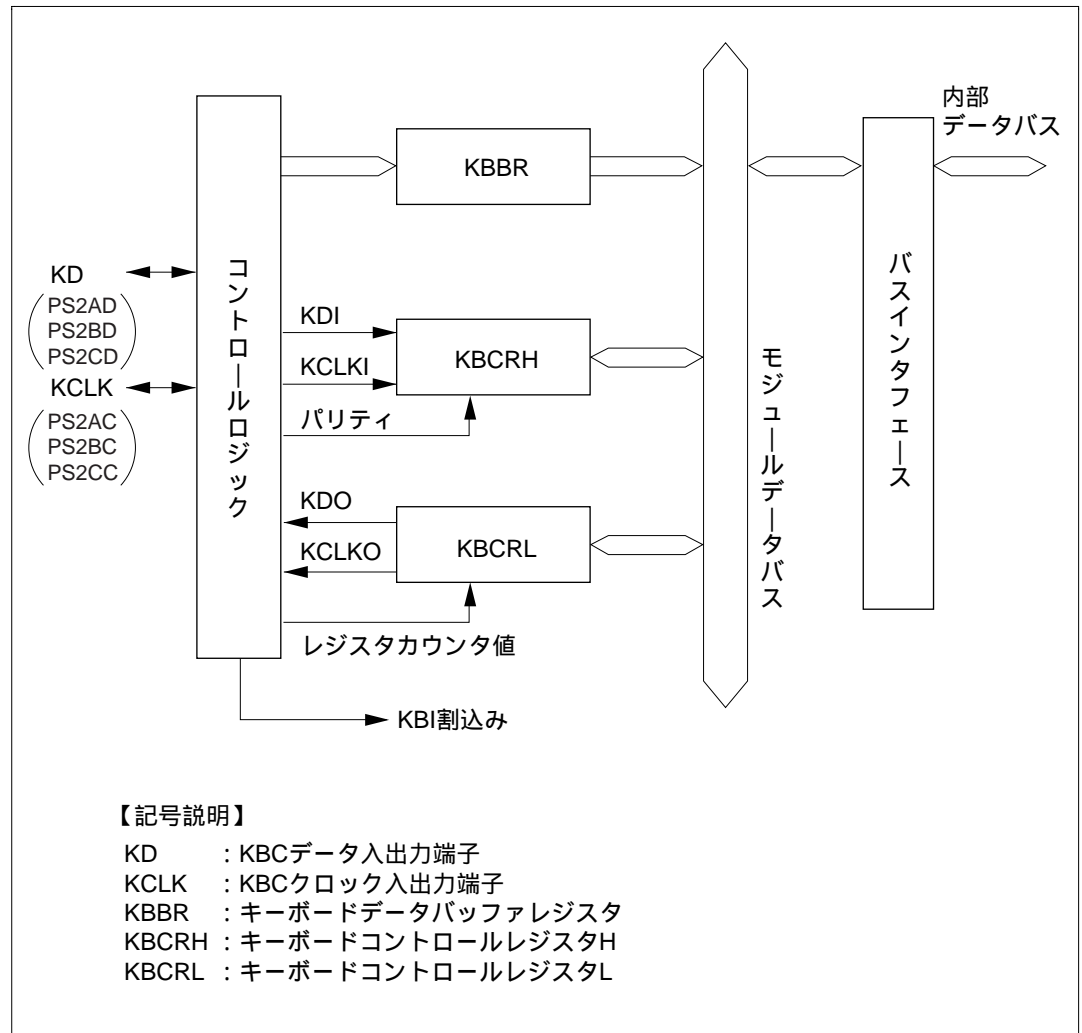 内部
データバス
KBBR
コントロールロジック
バスインタフェース
KD
PS2AD
PS2BD
PS2CD
KCLK
PS2AC
PS2BC
PS2CC
KDI
KCLKI
パリティ
KBCRH
モジュールデータバス
KDO
KCLKO
KBCRL
レジスタカウンタ値
KBI割込み
【記号説明】
KD :KBCデータ入出力端子
KCLK :KBCクロック入出力端子
KBBR :キーボードデータバッファレジスタ
KBCRH :キーボードコントロールレジスタH
KBCRL :キーボードコントロールレジスタL